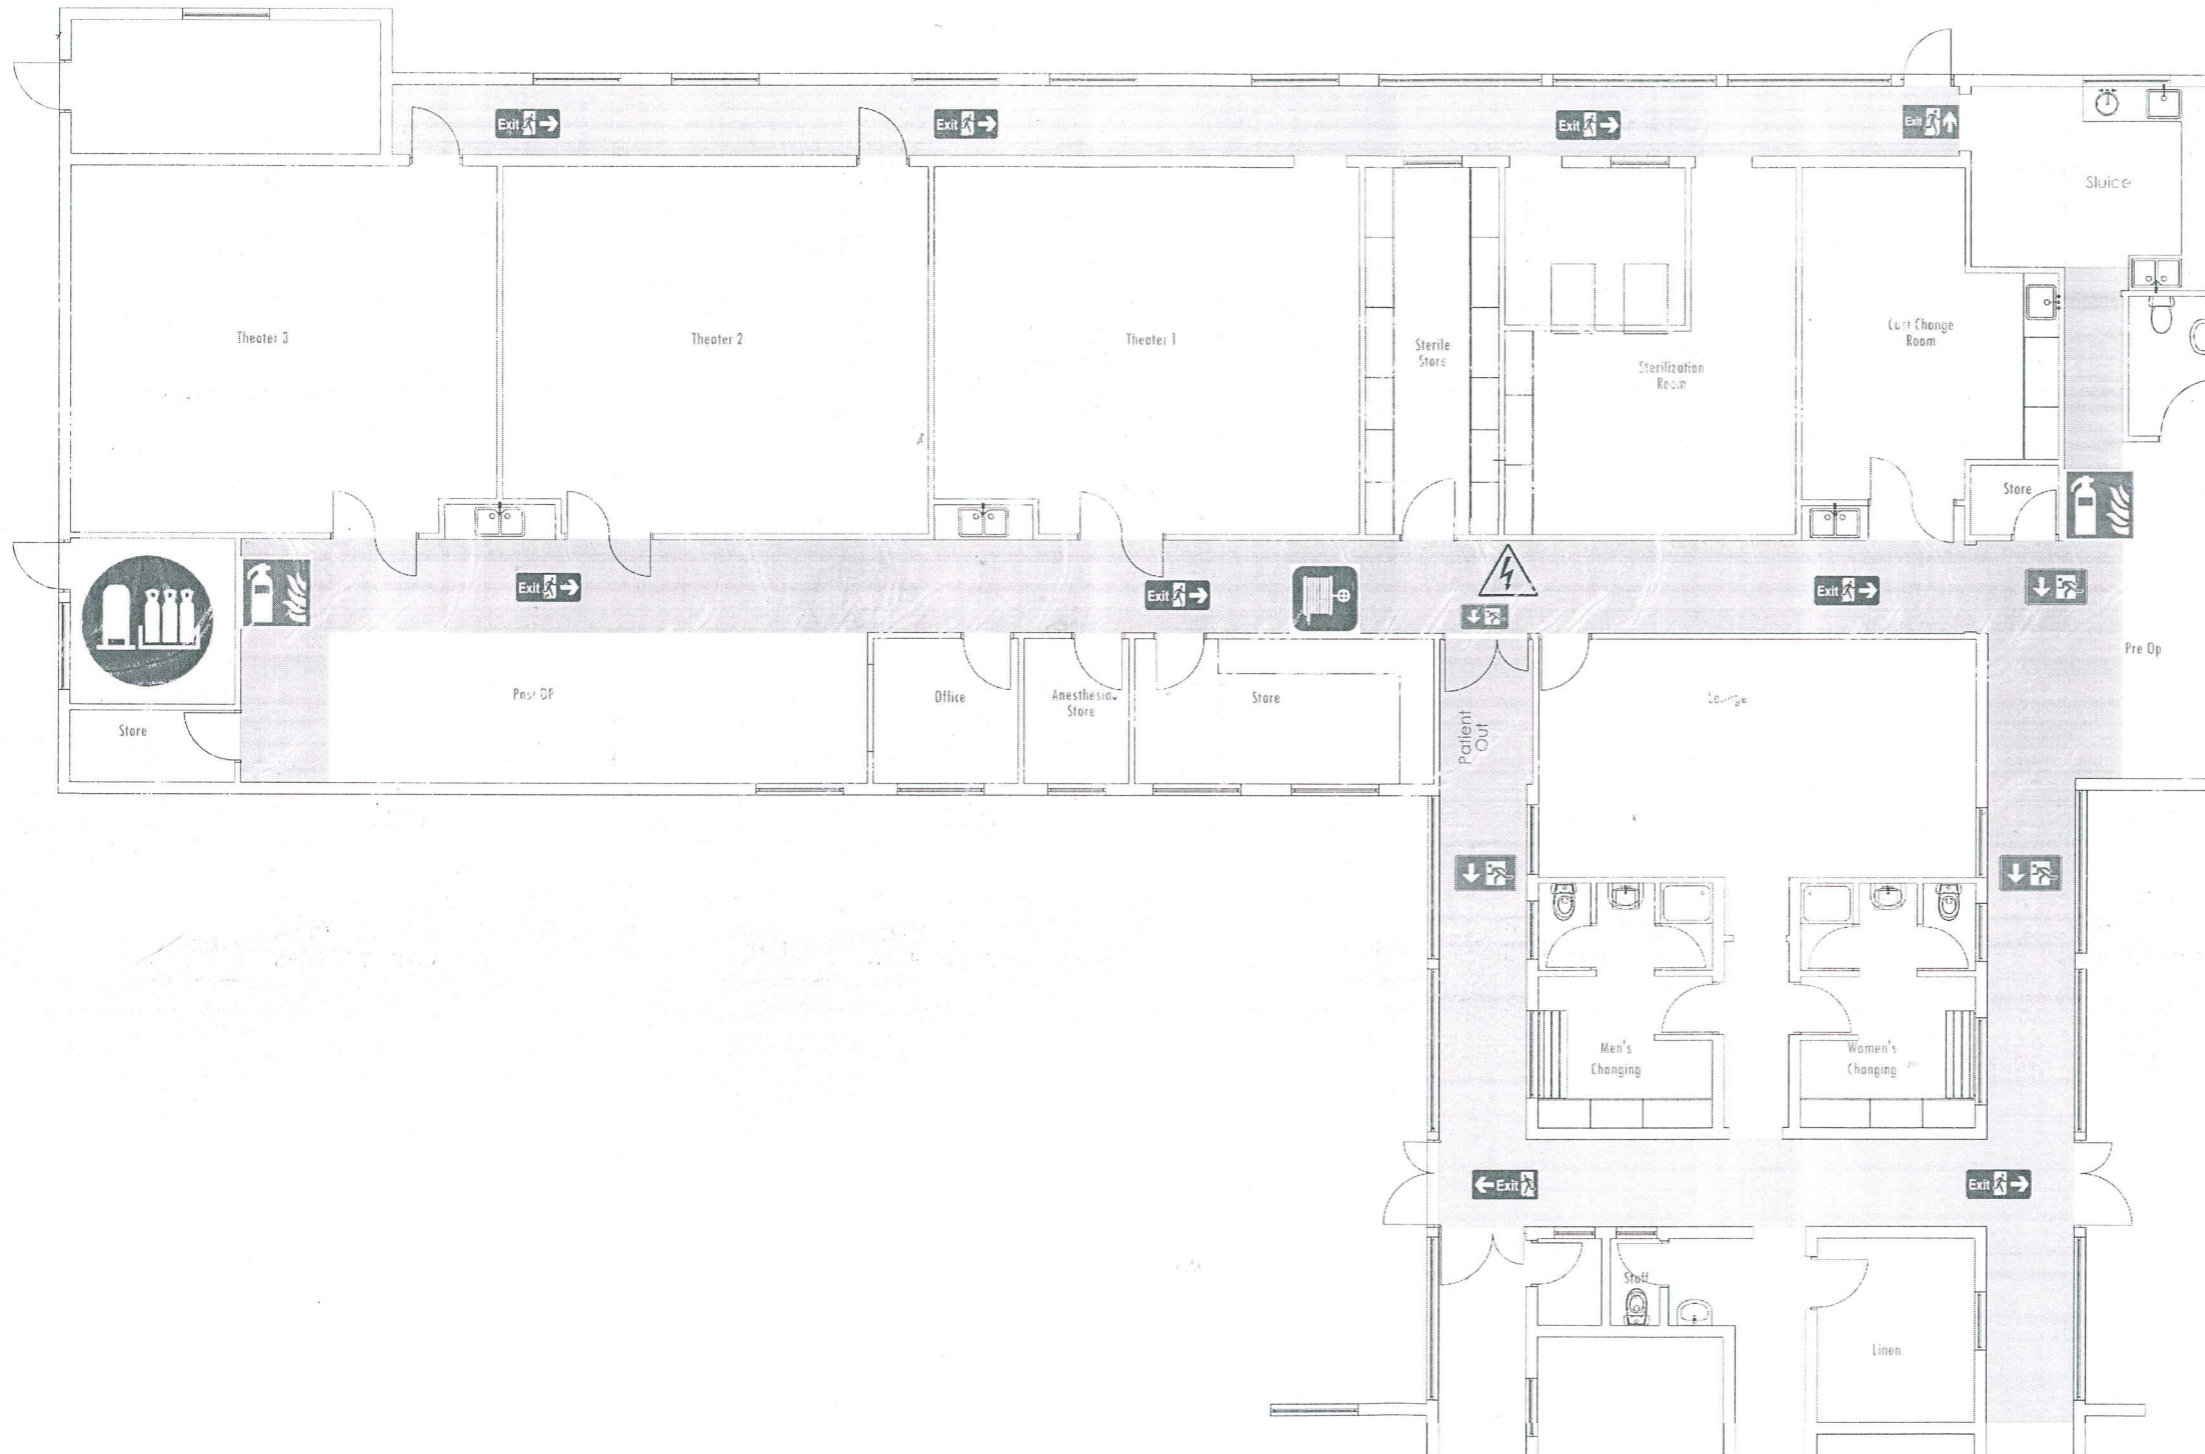 Exit
Exit
Exit
Exit
Sluice
Theater 3
Theater 2
Theater 1
Sterile
Store
Sterilization
Room
Change
Room
Store
Exit
Exit
Exit
Pre Op
Post OP
Office
Anesthesia
Store
Store
Patient
Out
Lounge
Store
Men's
Changing
Women's
Changing
Exit
Exit
Staff
Linen